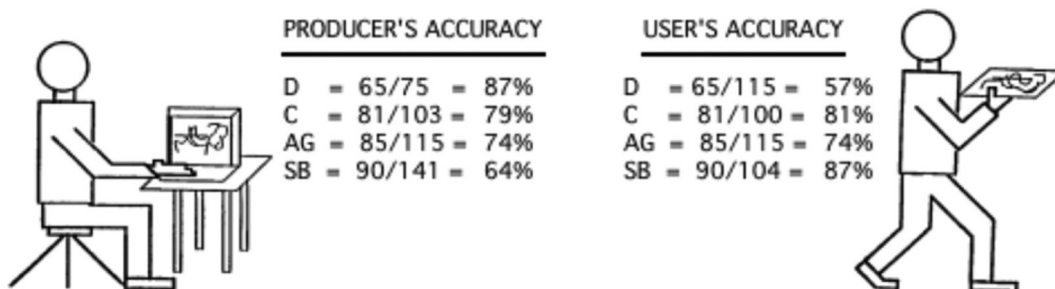 PRODUCER'S ACCURACY
D = 65/75 = 87%
C = 81/103 = 79%
AG = 85/115 = 74%
SB = 90/141 = 64%
USER'S ACCURACY
D = 65/115 = 57%
C = 81/100 = 81%
AG = 85/115 = 74%
SB = 90/104 = 87%